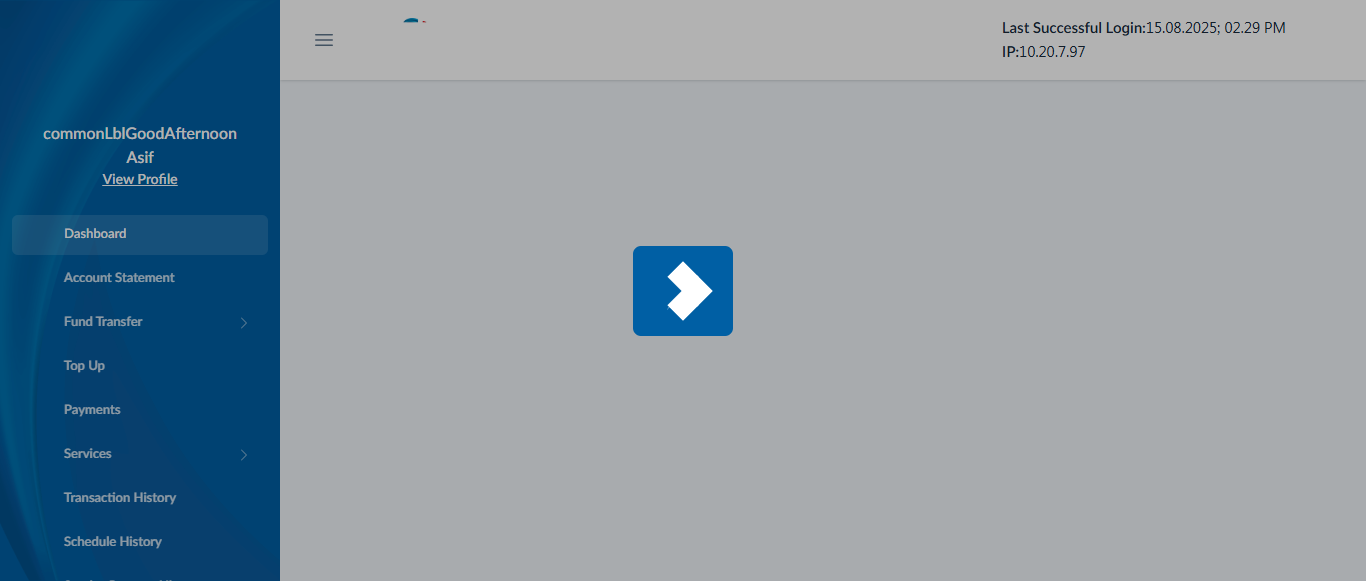 Last Successful Login:15.08.2025; 02.29 PM
IP:10.20.7.97
commonLblGoodAfternoon
Asif
View Profile
Dashboard
Account Statement
Fund Transfer
Top Up
Payments
Services
Transaction History
Schedule History